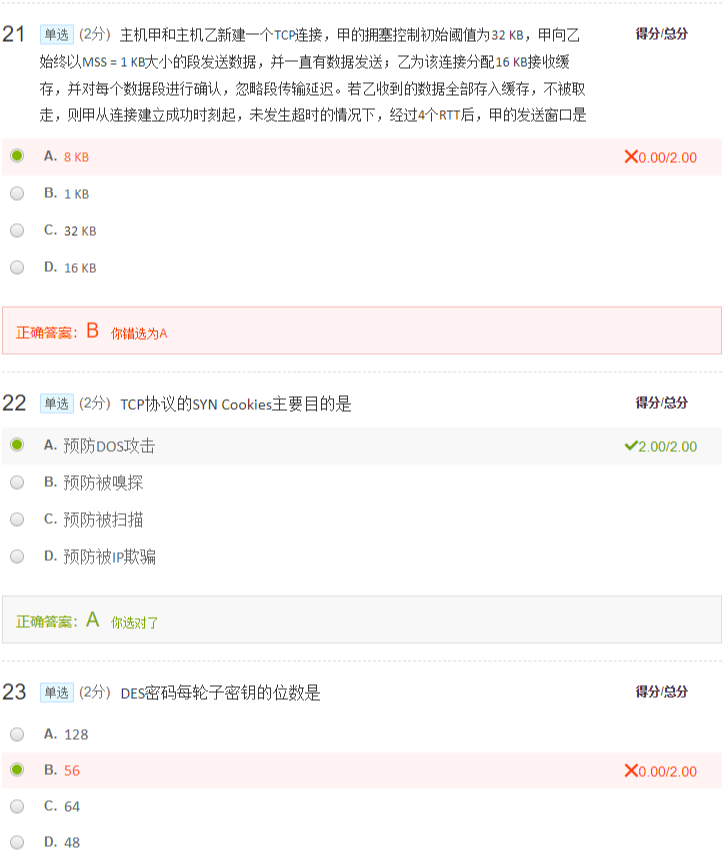 21 单选 (2分) 主机甲和主机乙新建一个TCP连接，甲的拥塞控制初始阈值为32 KB，甲向乙 得分/总分
始终以MSS = 1 KB大小的段发送数据，并一直有数据发送；乙为该连接分配16 KB接收缓
存，并对每个数据段进行确认，忽略段传输延迟。若乙收到的数据全部存入缓存，不被取
走，则甲从连接建立成功时刻起，未发生超时的情况下，经过4个RTT后，甲的发送窗口是
A. 8 KB ✕0.00/2.00
B. 1 KB
C. 32 KB
D. 16 KB
正确答案：B 你错选为A
22 单选 (2分) TCP协议的SYN Cookies主要目的是 得分/总分
A. 预防DOS攻击 ✓2.00/2.00
B. 预防被嗅探
C. 预防被扫描
D. 预防被IP欺骗
正确答案：A 你选对了
23 单选 (2分) DES密码每轮子密钥的位数是 得分/总分
A. 128
B. 56 ✕0.00/2.00
C. 64
D. 48